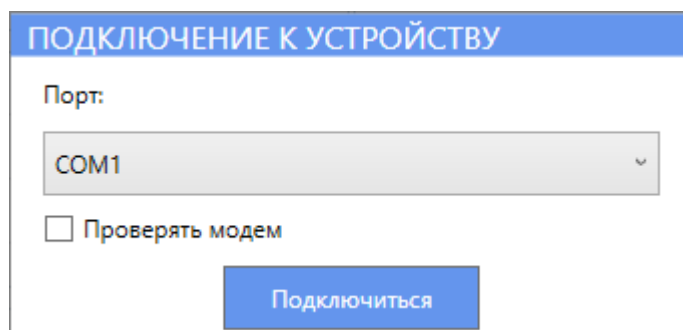 ПОДКЛЮЧЕНИЕ К УСТРОЙСТВУ
Порт:
COM1
Проверять модем
Подключиться